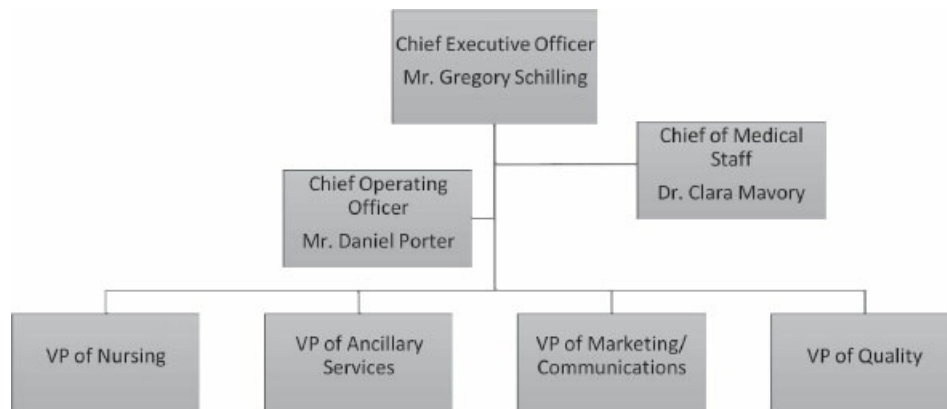 Chief Executive Officer
Mr. Gregory Schilling
Chief of Medical
Staff
Dr. Clara Mavory
Chief Operating
Officer
Mr. Daniel Porter
VP of Nursing
VP of Ancillary
Services
VP of Marketing/
Communications
VP of Quality